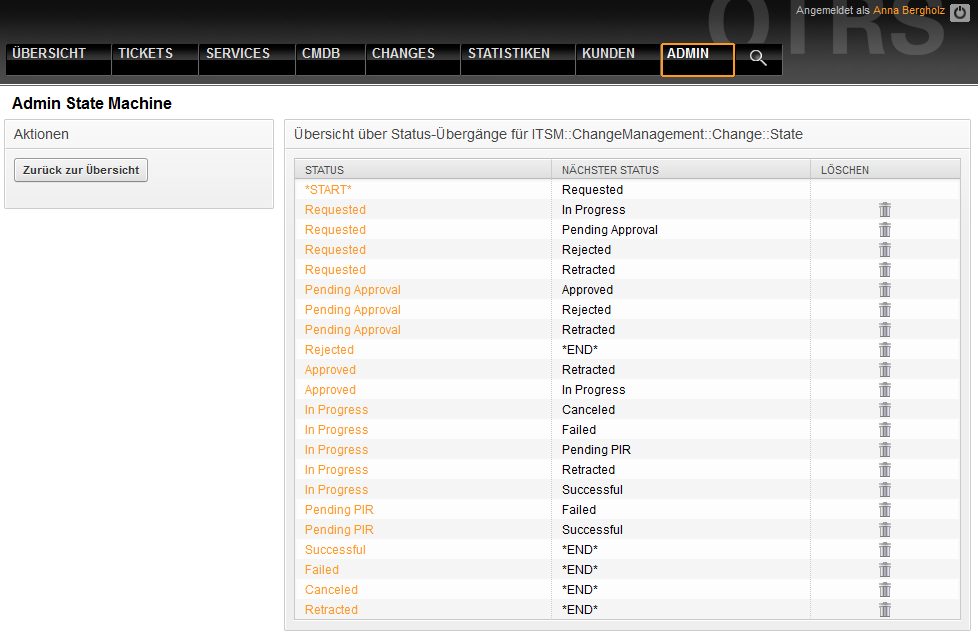 OTRS
Angemeldet als Anna Bergholz
ÜBERSICHT TICKETS SERVICES CMDB CHANGES STATISTIKEN KUNDEN ADMIN
Admin State Machine
Aktionen
Zurück zur Übersicht
Übersicht über Status-Übergänge für ITSM::ChangeManagement::Change::State
STATUS NÄCHSTER STATUS LÖSCHEN
*START* Requested
Requested In Progress
Requested Pending Approval
Requested Rejected
Requested Retracted
Pending Approval Approved
Pending Approval Rejected
Pending Approval Retracted
Rejected *END*
Approved Retracted
Approved In Progress
In Progress Canceled
In Progress Failed
In Progress Pending PIR
In Progress Retracted
In Progress Successful
Pending PIR Failed
Pending PIR Successful
Successful *END*
Failed *END*
Canceled *END*
Retracted *END*